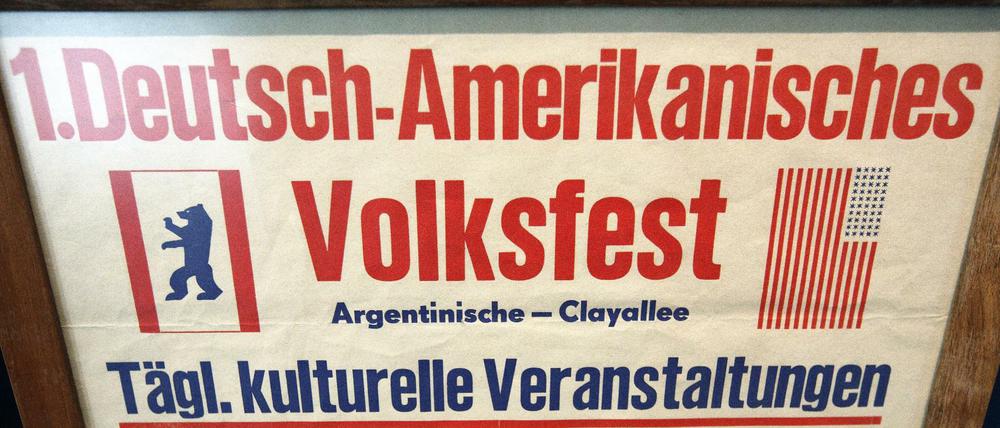 1. Deutsch-Amerikanisches
Volksfest
Argentinische – Clayallee
Tägl. kulturelle Veranstaltungen